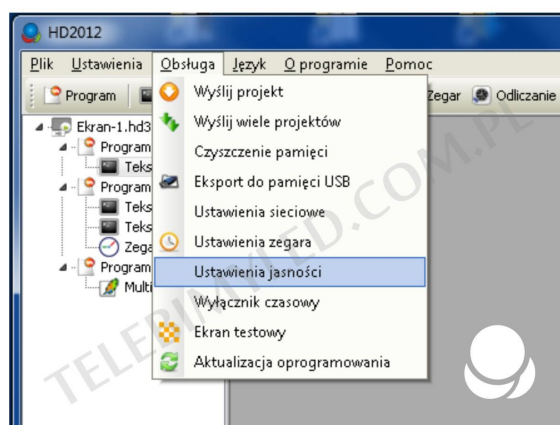 HD2012
Plik Ustawienia Obsługa Język O programie Pomoc
Program Zegar Odliczanie
Wyślij projekt
Wyślij wiele projektów
Czyszczenie pamięci
Eksport do pamięci USB
Ustawienia sieciowe
Ustawienia zegara
Ustawienia jasności
Wyłącznik czasowy
Ekran testowy
Aktualizacja oprogramowania
Ekran-1.hd3
Program
Teks
Program
Teks
Teks
Zega
Program
Multi
TELEBIMYLED.COM.PL